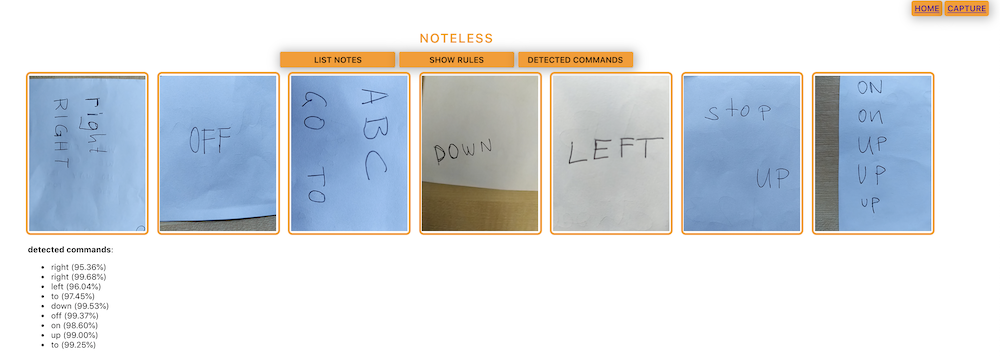 HOME CAPTURE
NOTELESS
LIST NOTES SHOW RULES DETECTED COMMANDS
right
RIGHT
OFF
ABC
GO TO
DOWN
LEFT
stop
UP
ON
on
UP
UP
up
detected commands:
• right (95.36%)
• right (99.68%)
• left (96.04%)
• to (97.45%)
• down (99.53%)
• off (99.37%)
• on (98.60%)
• up (99.00%)
• to (99.25%)